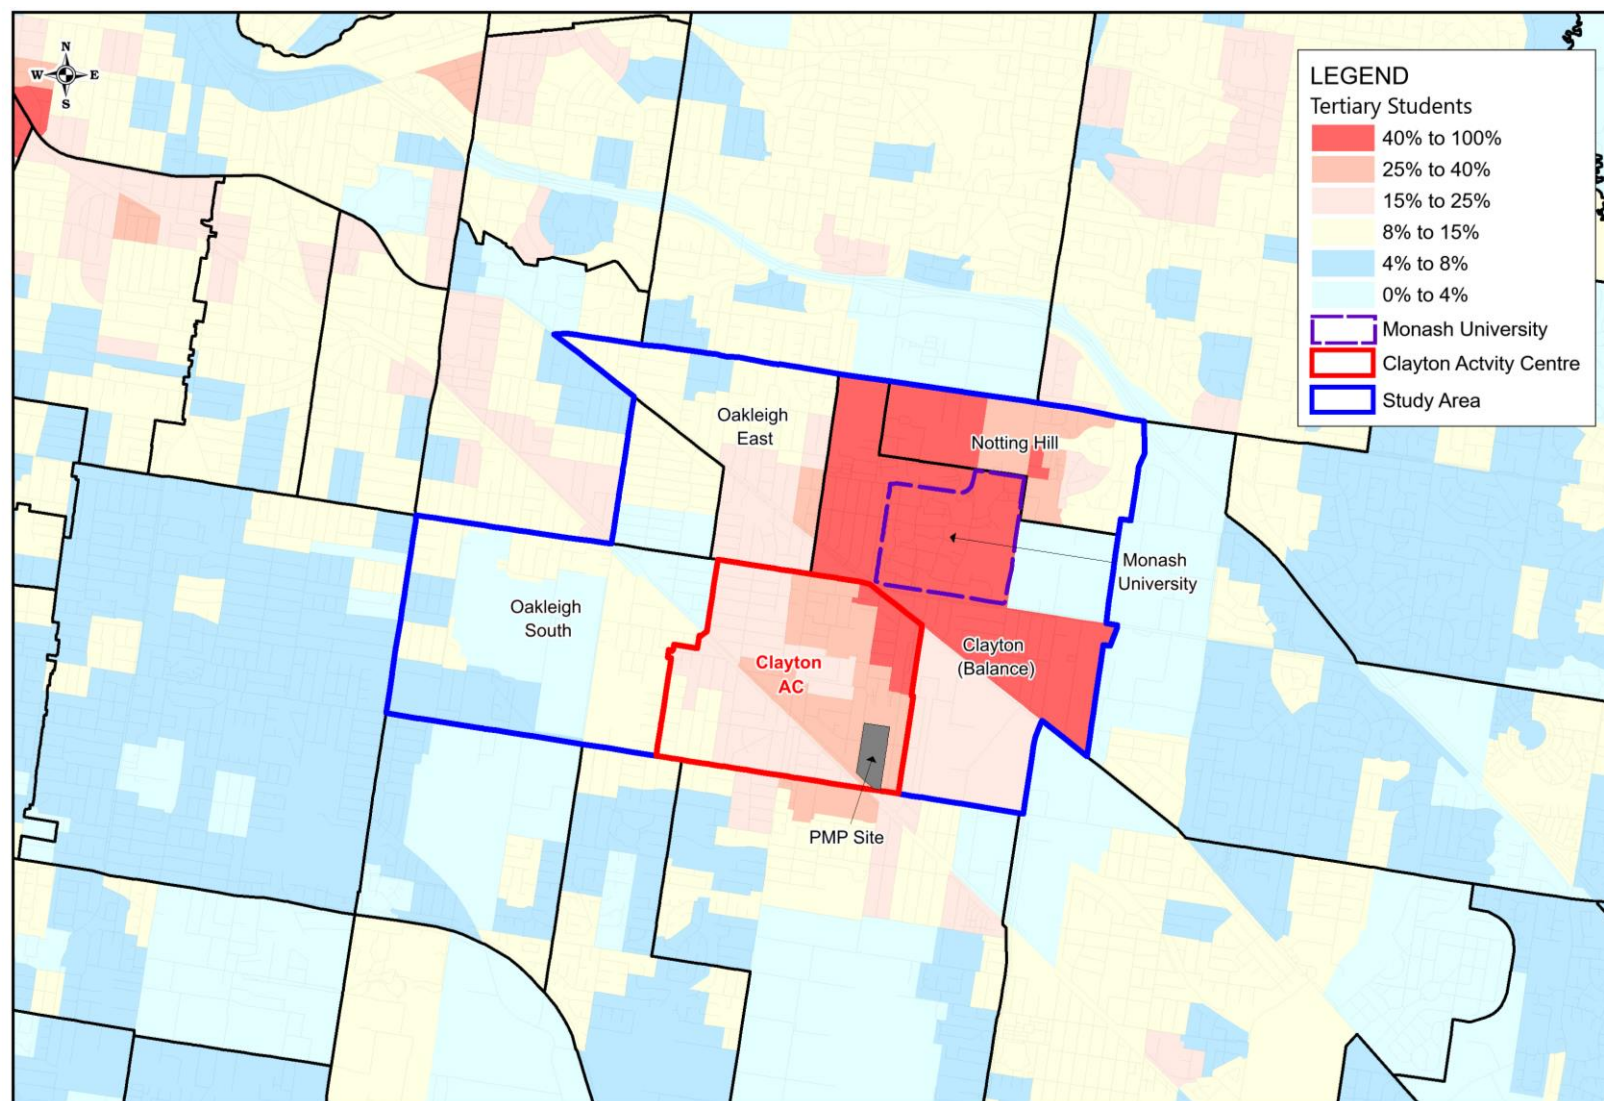 N
W E
S
LEGEND
Tertiary Students
40% to 100%
25% to 40%
15% to 25%
8% to 15%
4% to 8%
0% to 4%
Monash University
Clayton Actvity Centre
Study Area
Oakleigh
East
Notting Hill
Monash
University
Oakleigh
South
Clayton
(Balance)
Clayton
AC
PMP Site